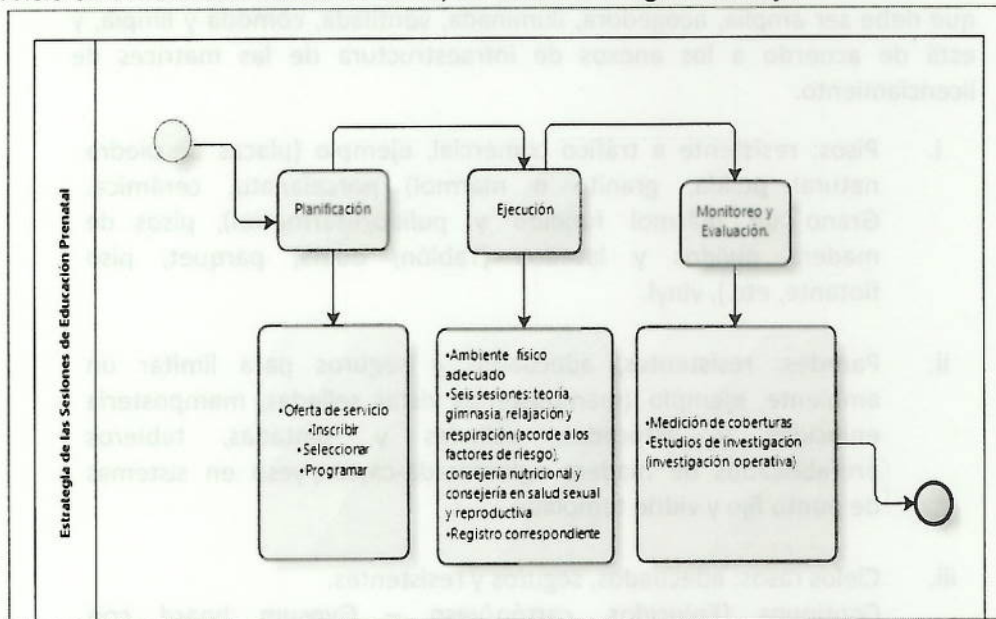 Estrategia de las Sesiones de Educación Prenatal
Planificación
Ejecución
Monitoreo y
Evaluación.
•Oferta de servicio
•Inscribir
•Seleccionar
•Programar
•Ambiente físico
adecuado
•Seis sesiones: teoría,
gimnasia, relajación y
respiración (acorde a los
factores de riesgo),
consejería nutricional y
consejería en salud sexual
y reproductiva
•Registro correspondiente
•Medición de coberturas
•Estudios de investigación
(investigación operativa)